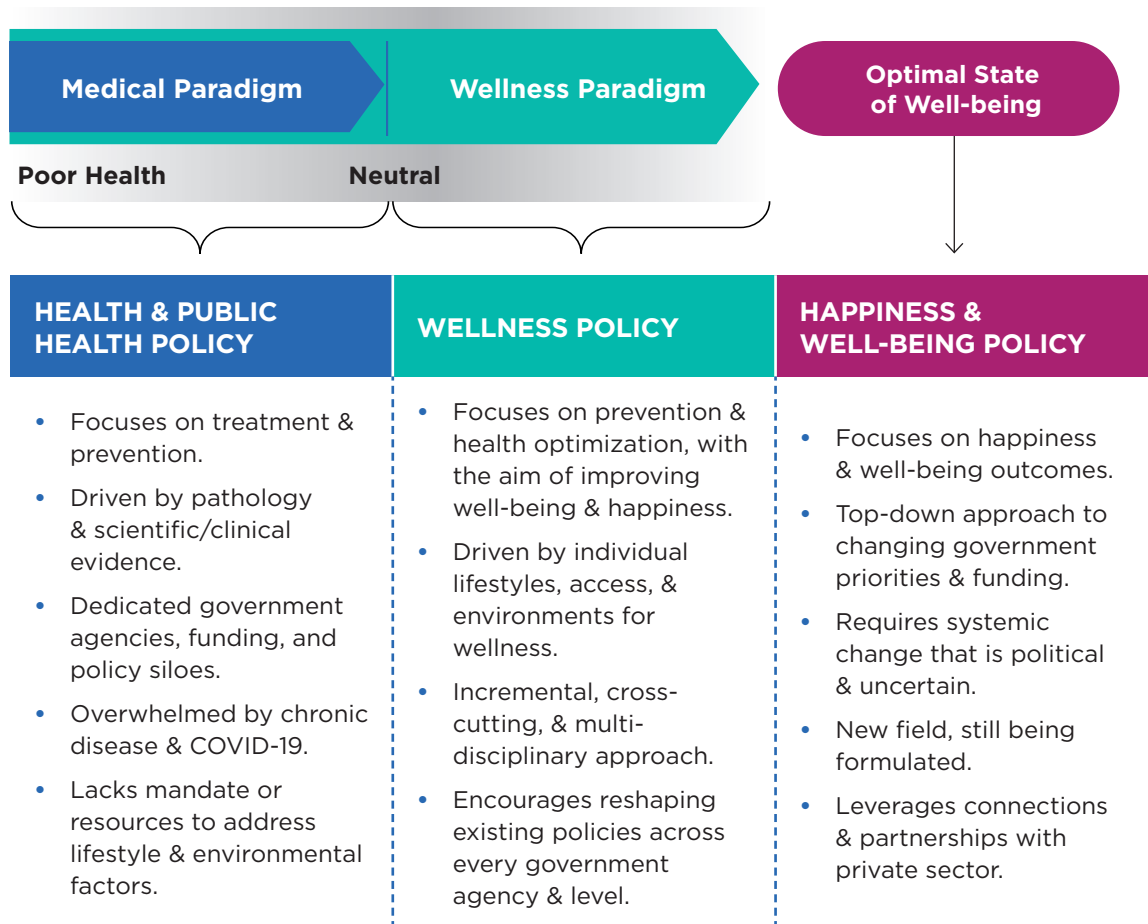 Medical Paradigm
Wellness Paradigm
Optimal State
of Well-being
Poor Health
Neutral
HEALTH & PUBLIC
HEALTH POLICY
• Focuses on treatment &
prevention.
• Driven by pathology
& scientific/clinical
evidence.
• Dedicated government
agencies, funding, and
policy siloes.
• Overwhelmed by chronic
disease & COVID-19.
• Lacks mandate or
resources to address
lifestyle & environmental
factors.
WELLNESS POLICY
• Focuses on prevention &
health optimization, with
the aim of improving
well-being & happiness.
• Driven by individual
lifestyles, access, &
environments for
wellness.
• Incremental, cross-
cutting, & multi-
disciplinary approach.
• Encourages reshaping
existing policies across
every government
agency & level.
HAPPINESS &
WELL-BEING POLICY
• Focuses on happiness
& well-being outcomes.
• Top-down approach to
changing government
priorities & funding.
• Requires systemic
change that is political
& uncertain.
• New field, still being
formulated.
• Leverages connections
& partnerships with
private sector.